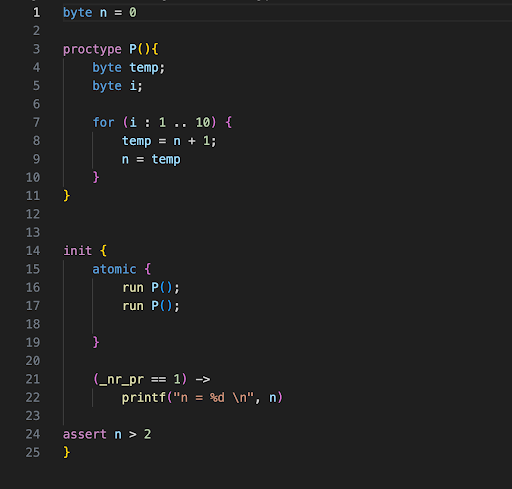 1 byte n = 0
2
3 proctype P(){
4     byte temp;
5     byte i;
6
7     for (i : 1 .. 10) {
8         temp = n + 1;
9         n = temp
10     }
11 }
12
13
14 init {
15     atomic {
16         run P();
17         run P();
18
19     }
20
21     (_nr_pr == 1) ->
22         printf("n = %d \n", n)
23
24 assert n > 2
25 }